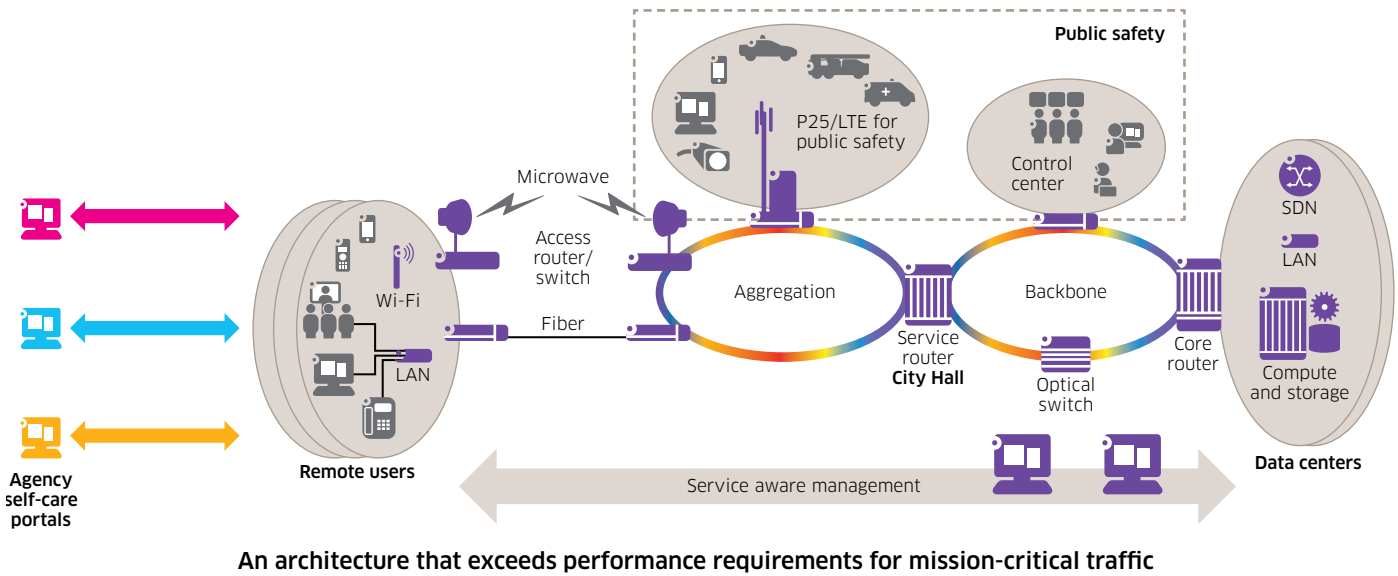 Public safety
P25/LTE for
public safety
Control
center
SDN
LAN
Compute
and storage
Data centers
Microwave
Access
router/
switch
Wi-Fi
LAN
Fiber
Aggregation
Backbone
Service
router
City Hall
Optical
switch
Core
router
Remote users
Agency
self-care
portals
Service aware management
An architecture that exceeds performance requirements for mission-critical traffic